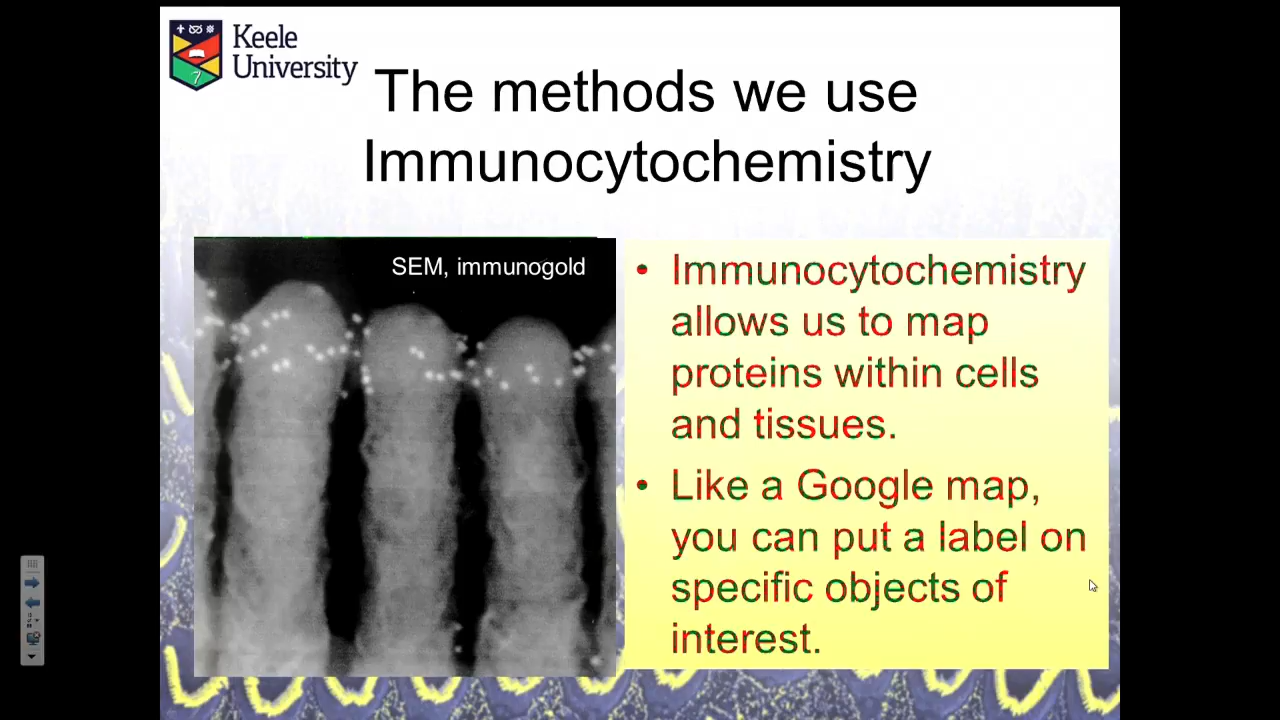 Keele
University
The methods we use
Immunocytochemistry
SEM, immunogold
• Immunocytochemistry
allows us to map
proteins within cells
and tissues.
• Like a Google map,
you can put a label on
specific objects of
interest.